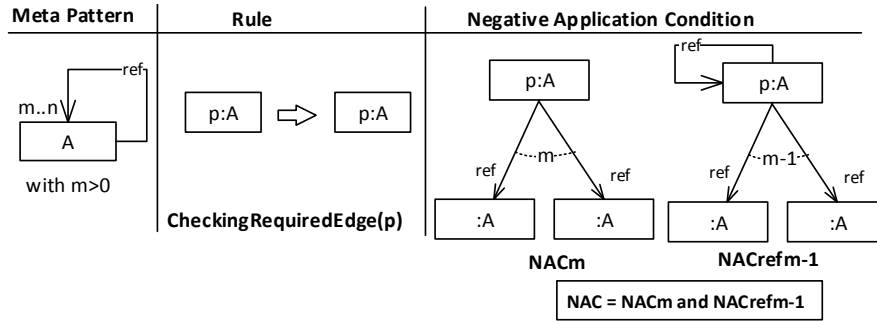 Meta Pattern Rule Negative Application Condition
ref
m..n
A
with m>0
p:A p:A
CheckingRequiredEdge(p)
p:A
m
ref ref
:A :A
NACm
ref
p:A
m-1
ref ref
:A :A
NACrefm-1
NAC = NACm and NACrefm-1